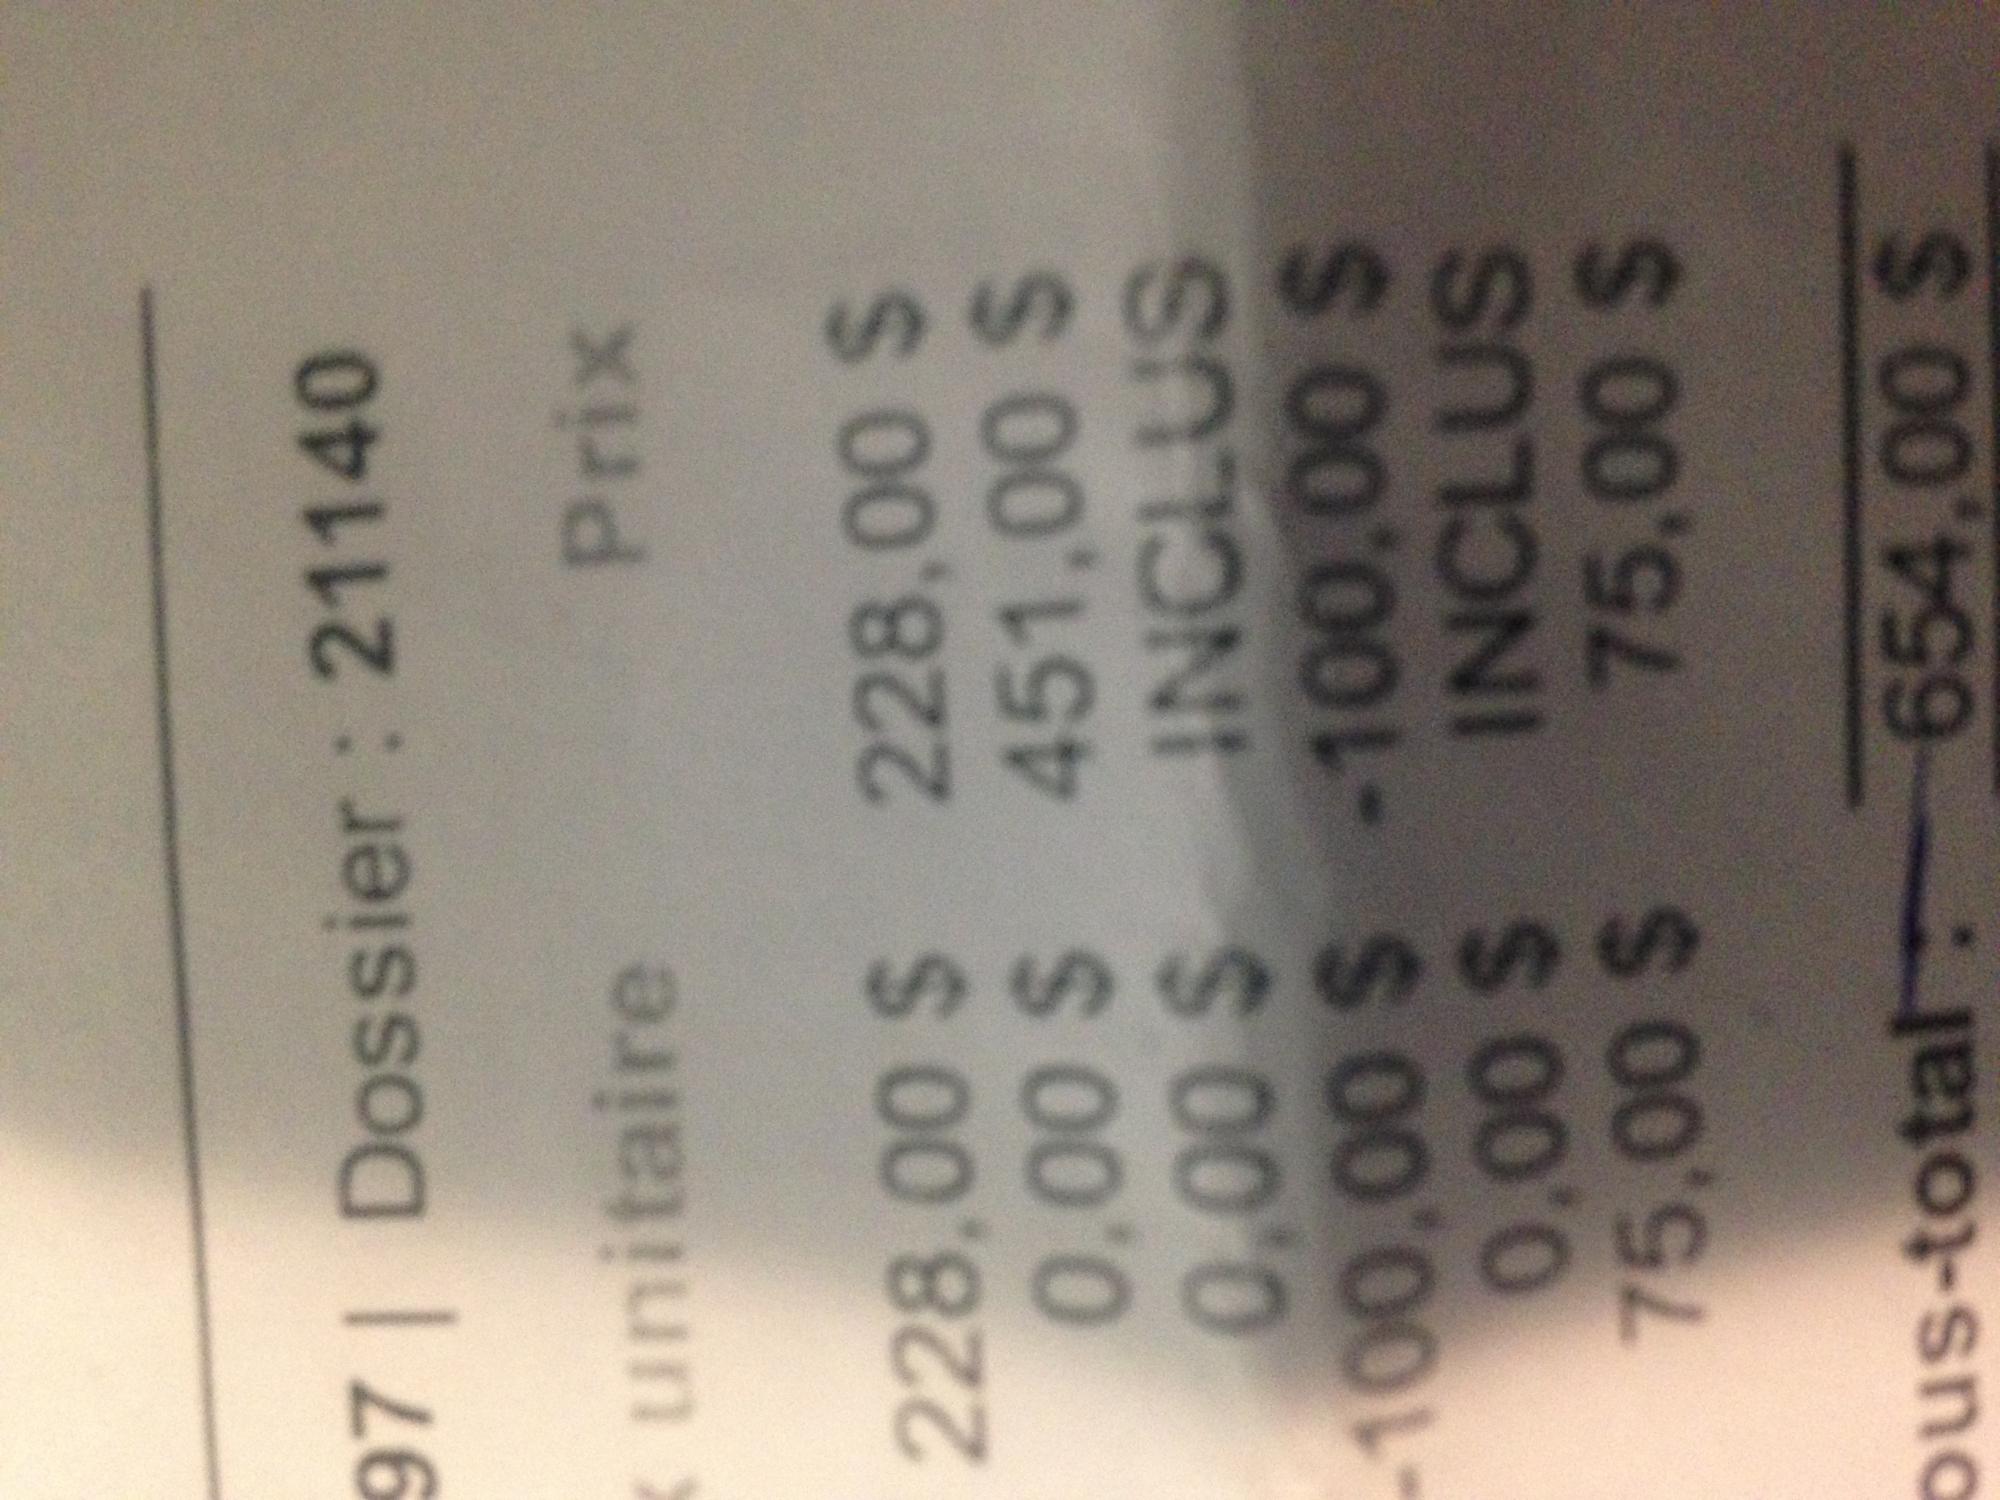 97 | Dossier : 21140
x unitaire Prix
228,00 $ 228,00 $
0,00 $ 451,00 $
0,00 $ INCLUS
-100,00 $ -100,00 $
0,00 $ INCLUS
75,00 $ 75,00 $
ous-total : 654,00 $